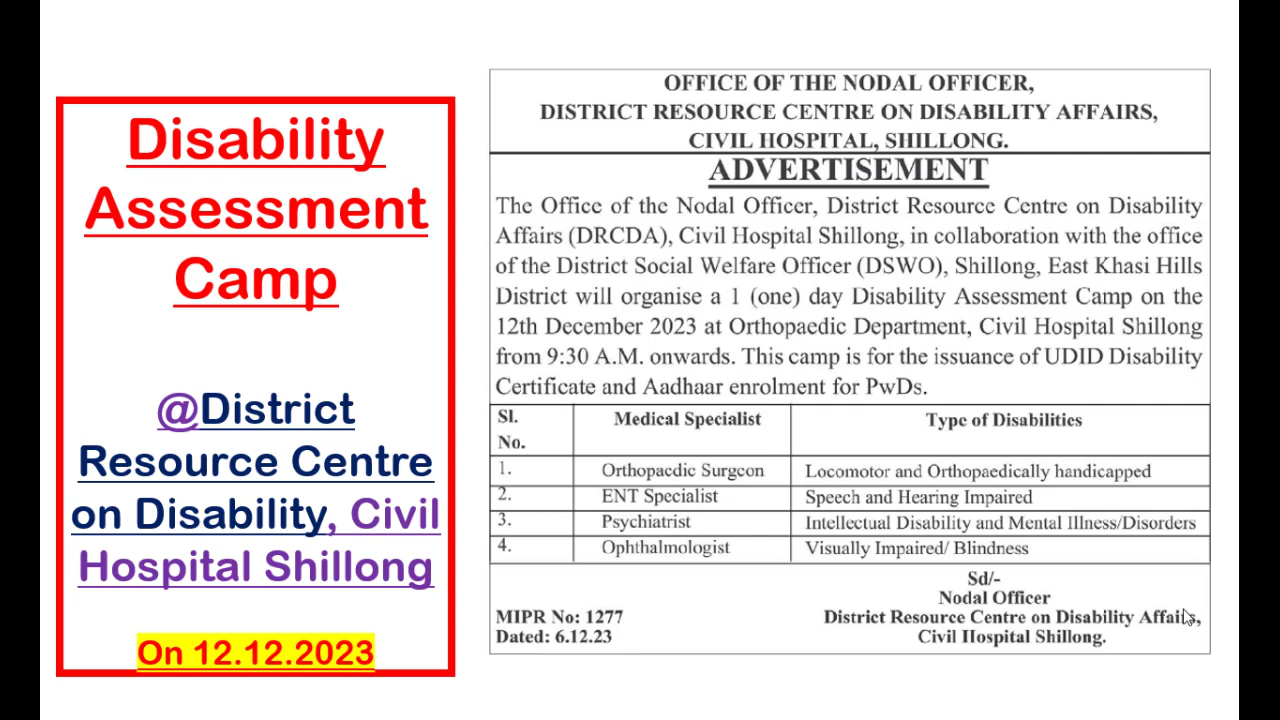 Disability
Assessment
Camp
@District
Resource Centre
on Disability, Civil
Hospital Shillong
On 12.12.2023
OFFICE OF THE NODAL OFFICER,
DISTRICT RESOURCE CENTRE ON DISABILITY AFFAIRS,
CIVIL HOSPITAL, SHILLONG.
ADVERTISEMENT
The Office of the Nodal Officer, District Resource Centre on Disability
Affairs (DRCDA), Civil Hospital Shillong, in collaboration with the office
of the District Social Welfare Officer (DSWO), Shillong, East Khasi Hills
District will organise a 1 (one) day Disability Assessment Camp on the
12th December 2023 at Orthopaedic Department, Civil Hospital Shillong
from 9:30 A.M. onwards. This camp is for the issuance of UDID Disability
Certificate and Aadhaar enrolment for PwDs.
Sl. No. Medical Specialist Type of Disabilities
1. Orthopaedic Surgeon Locomotor and Orthopaedically handicapped
2. ENT Specialist Speech and Hearing Impaired
3. Psychiatrist Intellectual Disability and Mental Illness/Disorders
4. Ophthalmologist Visually Impaired/ Blindness
Sd/-
Nodal Officer
MIPR No: 1277 District Resource Centre on Disability Affairs,
Dated: 6.12.23 Civil Hospital Shillong.